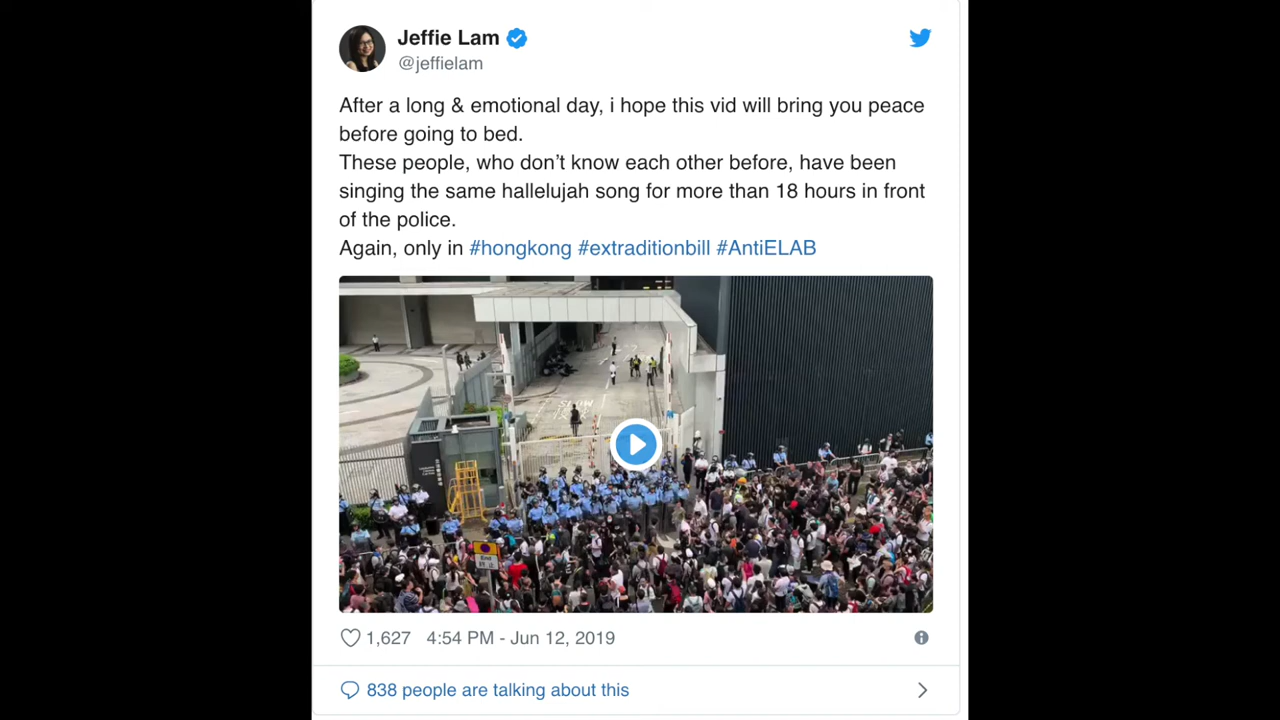 Jeffie Lam
@jeffielam
After a long & emotional day, i hope this vid will bring you peace
before going to bed.
These people, who don’t know each other before, have been
singing the same hallelujah song for more than 18 hours in front
of the police.
Again, only in #hongkong #extraditionbill #AntiELAB
SLOW
1,627 4:54 PM - Jun 12, 2019
838 people are talking about this